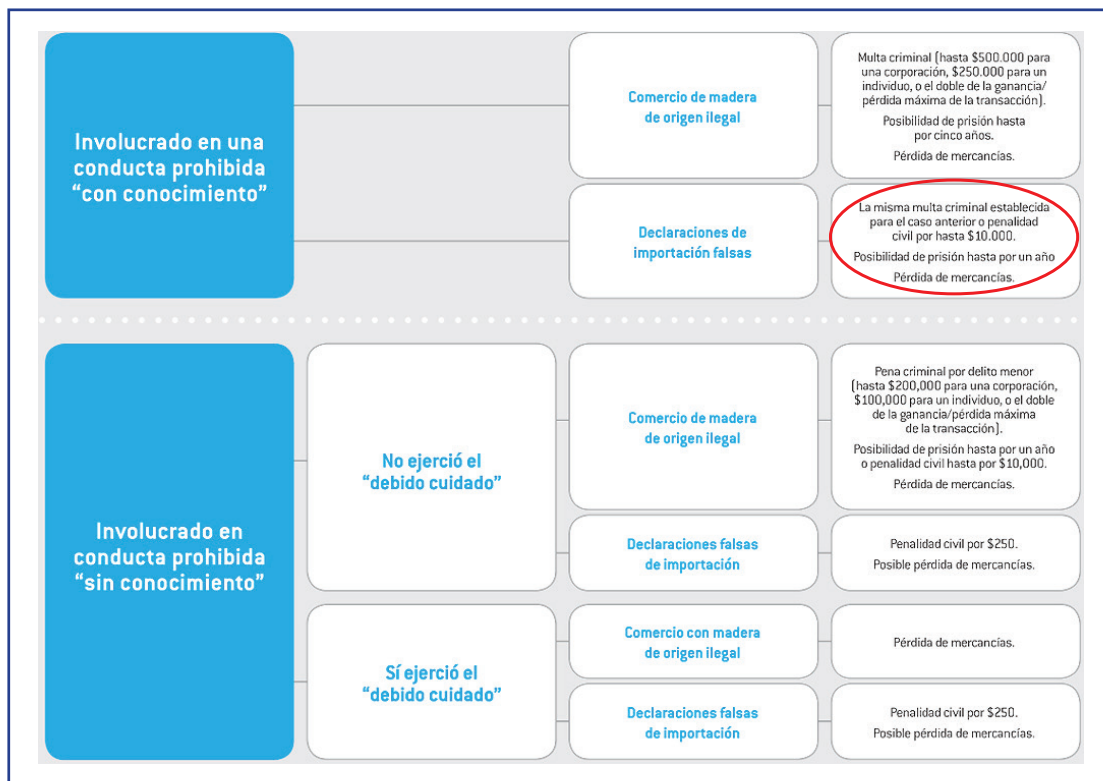 Involucrado en una
conducta prohibida
“con conocimiento”
Comercio de madera
de origen ilegal
Multa criminal (hasta $500.000 para
una corporación, $250.000 para un
individuo, o el doble de la ganancia/
pérdida máxima de la transacción).
Posibilidad de prisión hasta
por cinco años.
Pérdida de mercancías.
Declaraciones de
importación falsas
La misma multa criminal establecida
para el caso anterior o penalidad
civil por hasta $10.000.
Posibilidad de prisión hasta por un año
Pérdida de mercancías.
Involucrado en
conducta prohibida
“sin conocimiento”
No ejerció el
“debido cuidado”
Comercio de madera
de origen ilegal
Pena criminal por delito menor
(hasta $200,000 para una corporación,
$100,000 para un individuo, o el doble
de la ganancia/pérdida máxima
de la transacción).
Posibilidad de prisión hasta por un año
o penalidad civil hasta por $10,000.
Pérdida de mercancías.
Declaraciones falsas
de importación
Penalidad civil por $250.
Posible pérdida de mercancías.
Sí ejerció el
“debido cuidado”
Comercio con madera
de origen ilegal
Pérdida de mercancías.
Declaraciones falsas
de importación
Penalidad civil por $250.
Posible pérdida de mercancías.